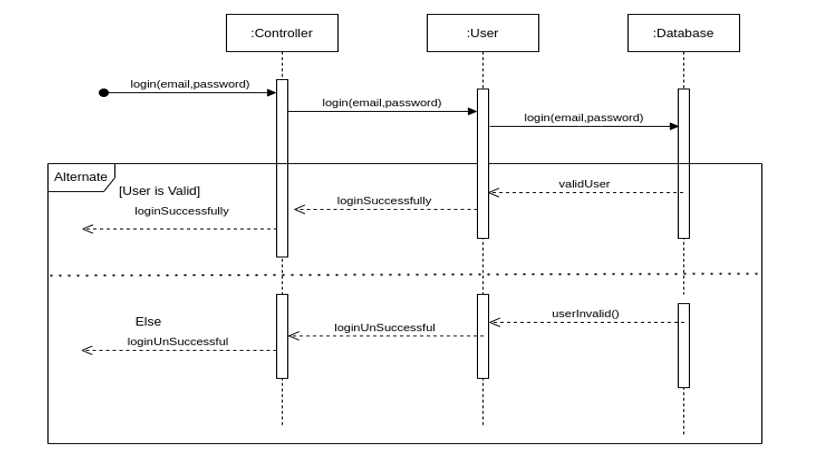 :Controller
:User
:Database
login(email,password)
login(email,password)
login(email,password)
Alternate
[User is Valid]
validUser
loginSuccessfully
loginSuccessfully
userInvalid()
Else
loginUnSuccessful
loginUnSuccessful